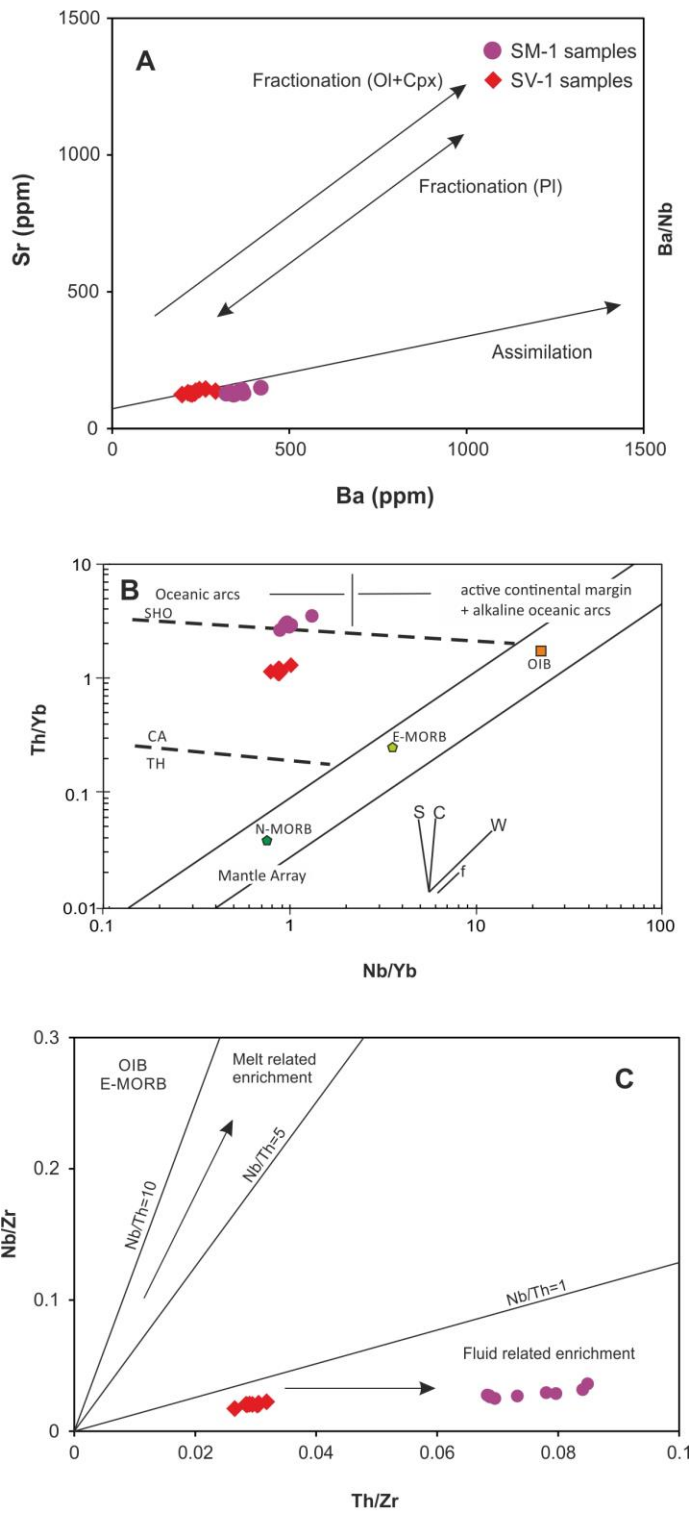 A
SM-1 samples
SV-1 samples
Fractionation (Ol+Cpx)
Fractionation (Pl)
Assimilation
1500
1000
500
0
Sr (ppm)
Ba/Nb
0
500
1000
1500
Ba (ppm)
B
Oceanic arcs
active continental margin
+ alkaline oceanic arcs
SHO
OIB
CA
TH
E-MORB
N-MORB
Mantle Array
S
C
W
f
10
1
0.1
0.01
Th/Yb
0.1
1
10
100
Nb/Yb
C
OIB
E-MORB
Melt related
enrichment
Nb/Th=10
Nb/Th=5
Nb/Th=1
Fluid related enrichment
0.3
0.2
0.1
0
Nb/Zr
0
0.02
0.04
0.06
0.08
0.1
Th/Zr